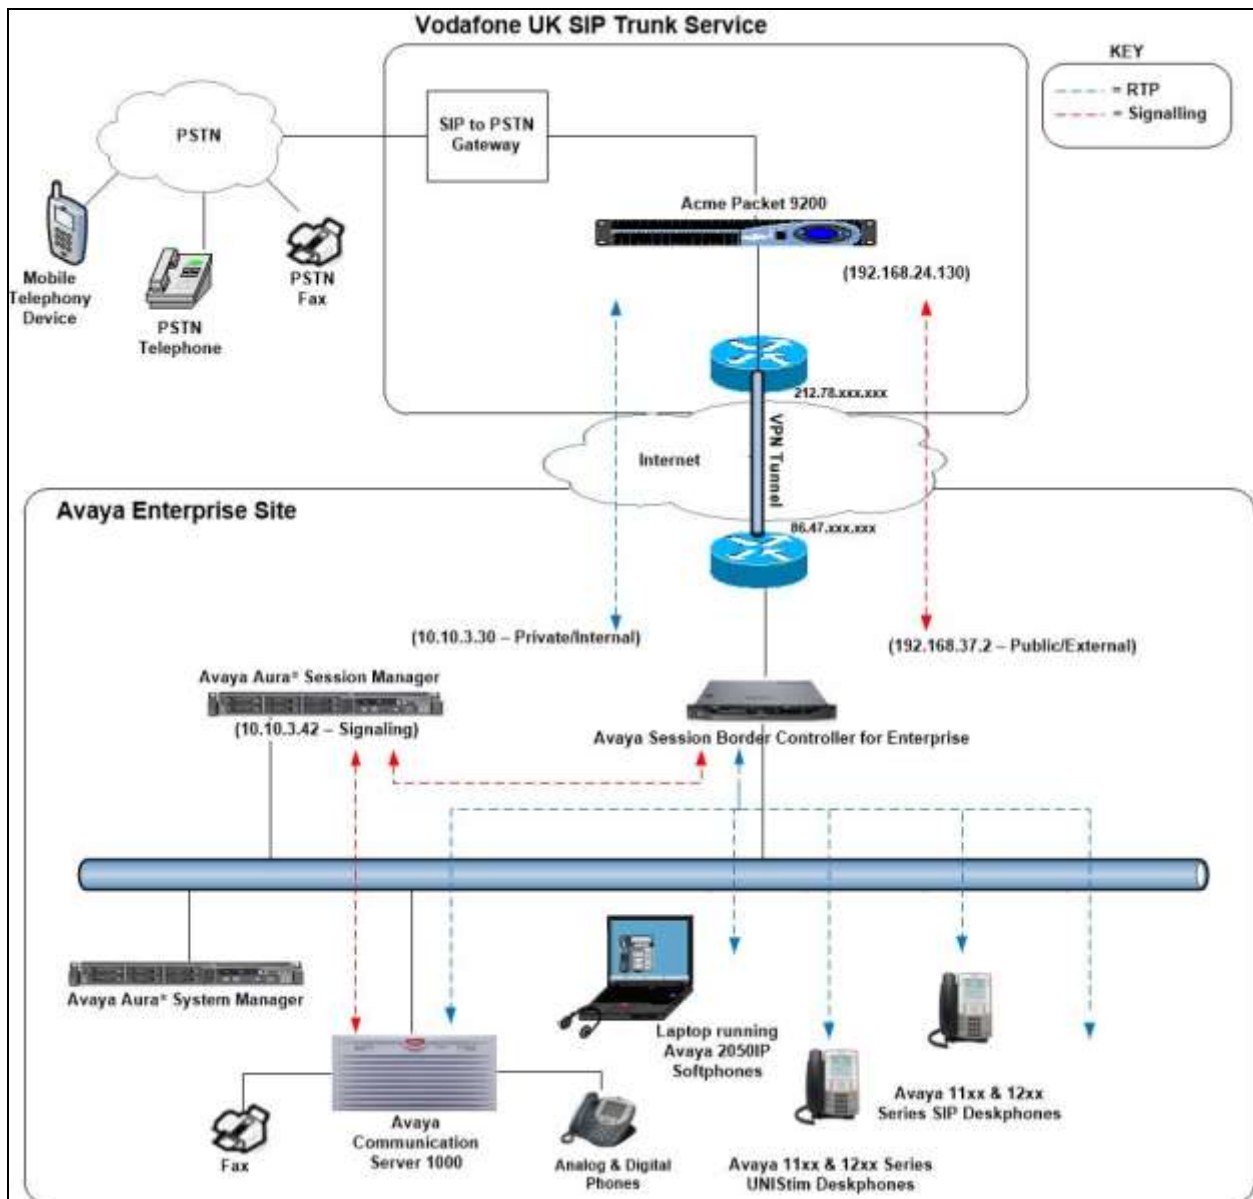 Vodafone UK SIP Trunk Service
KEY
= RTP
= Signalling
PSTN
SIP to PSTN
Gateway
Acme Packet 9200
(192.168.24.130)
Mobile
Telephony
Device
PSTN
Telephone
PSTN
Fax
212.78.xxx.xxx
VPN Tunnel
Internet
86.47.xxx.xxx
Avaya Enterprise Site
(10.10.3.30 – Private/Internal)
(192.168.37.2 – Public/External)
Avaya Aura® Session Manager
(10.10.3.42 – Signaling)
Avaya Session Border Controller for Enterprise
Avaya Aura® System Manager
Laptop running
Avaya 2050IP
Softphones
Avaya 11xx & 12xx
Series SIP Deskphones
Fax
Avaya
Communication
Server 1000
Analog & Digital
Phones
Avaya 11xx & 12xx Series
UNIStim Deskphones